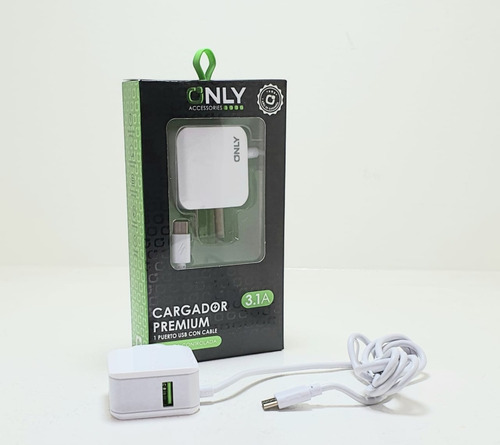 ONLY
ACCESSORIES
ONLY
3.1A
CARGADOR
PREMIUM
1 PUERTO USB CON CABLE